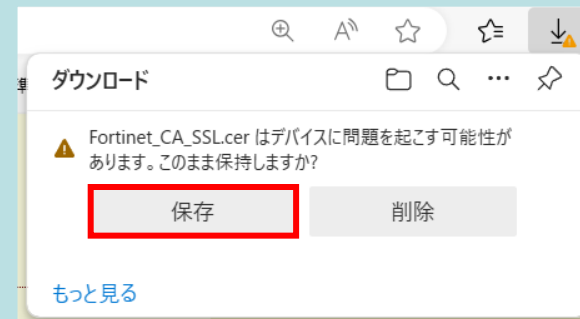 ダウンロード
Fortinet_CA_SSL.cer はデバイスに問題を起こす可能性が
あります。このまま保持しますか?
保存
削除
もっと見る